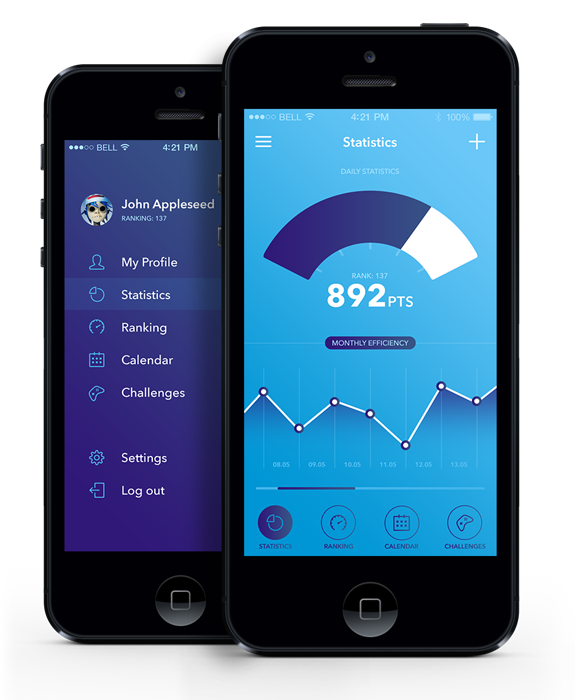 BELL 4:21 PM
John Appleseed
RANKING: 137
My Profile
Statistics
Ranking
Calendar
Challenges
Settings
Log out
BELL 4:21 PM 100%
Statistics
DAILY STATISTICS
RANK: 137
892PTS
MONTHLY EFFICIENCY
08.05 09.05 10.05 11.05 12.05 13.05
STATISTICS RANKING CALENDAR CHALLENGES